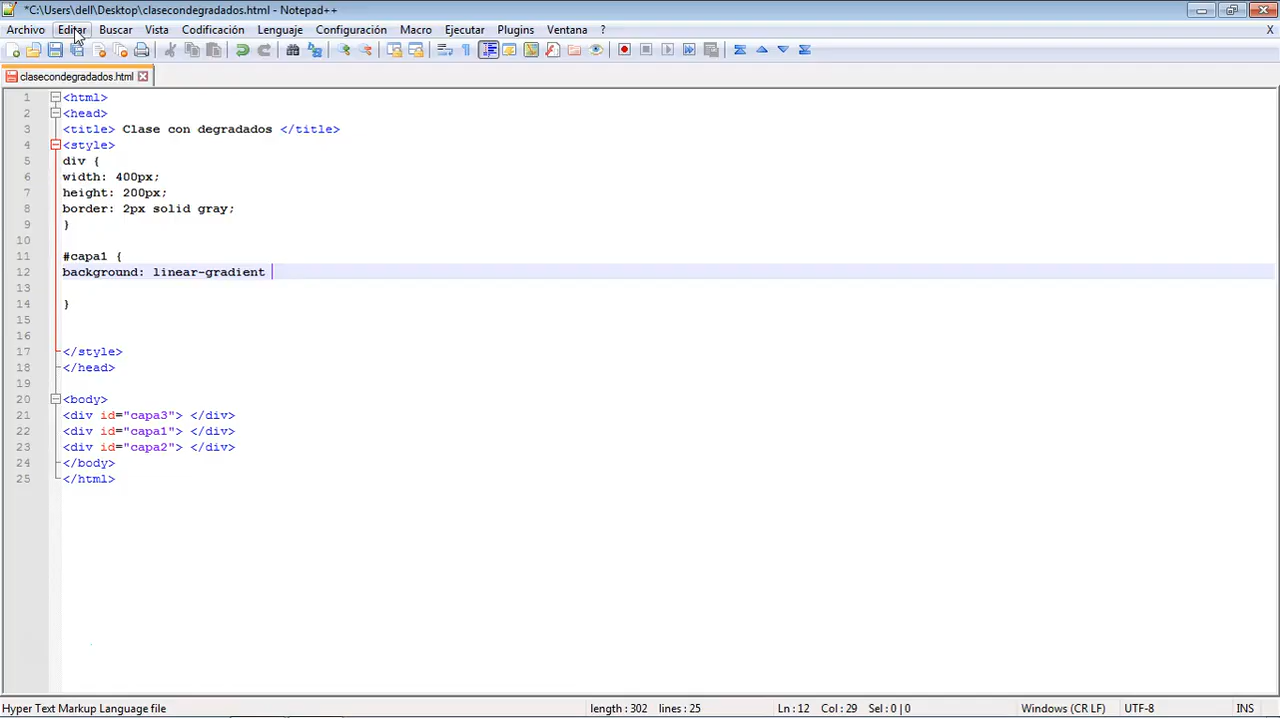 *C:\Users\dell\Desktop\clasecondegradados.html - Notepad++
Archivo Editar Buscar Vista Codificación Lenguaje Configuración Macro Ejecutar Plugins Ventana ? X
clasecondegradados.html
1 <html>
2 <head>
3 <title> Clase con degradados </title>
4 <style>
5 div {
6 width: 400px;
7 height: 200px;
8 border: 2px solid gray;
9 }
10
11 #capa1 {
12 background: linear-gradient
13
14 }
15
16
17 </style>
18 </head>
19
20 <body>
21 <div id="capa3"> </div>
22 <div id="capa1"> </div>
23 <div id="capa2"> </div>
24 </body>
25 </html>
Hyper Text Markup Language file length : 302 lines : 25 Ln : 12 Col : 29 Sel : 0 | 0 Windows (CR LF) UTF-8 INS